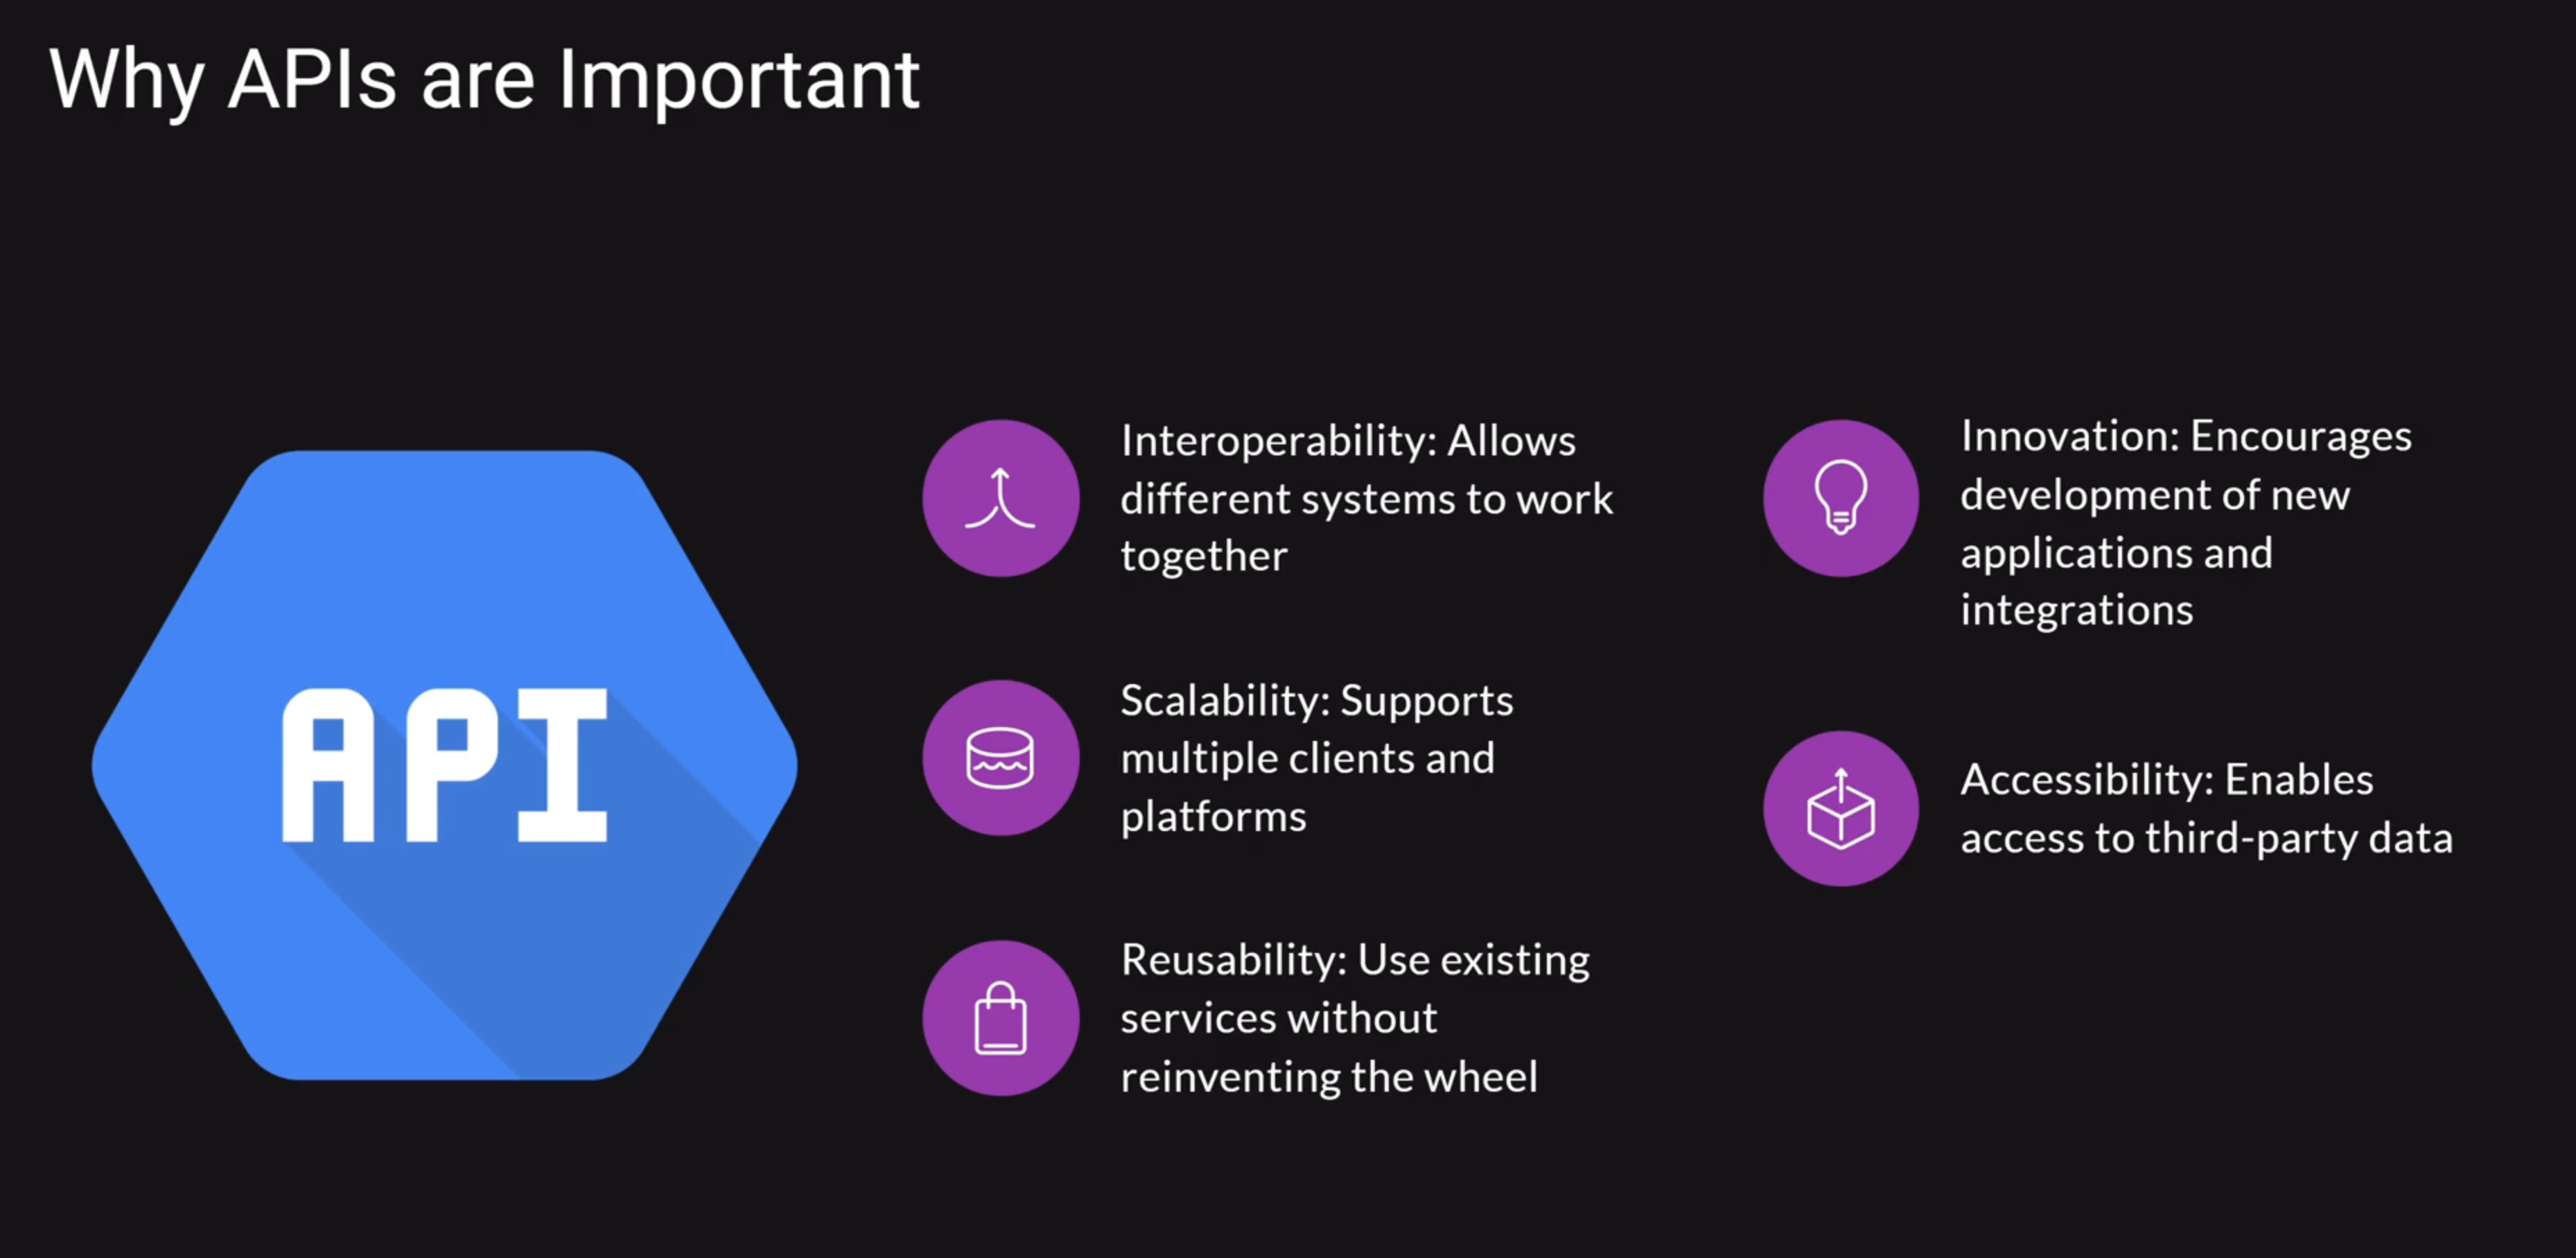 Why APIs are Important
API
Interoperability: Allows
different systems to work
together
Scalability: Supports
multiple clients and
platforms
Reusability: Use existing
services without
reinventing the wheel
Innovation: Encourages
development of new
applications and
integrations
Accessibility: Enables
access to third-party data